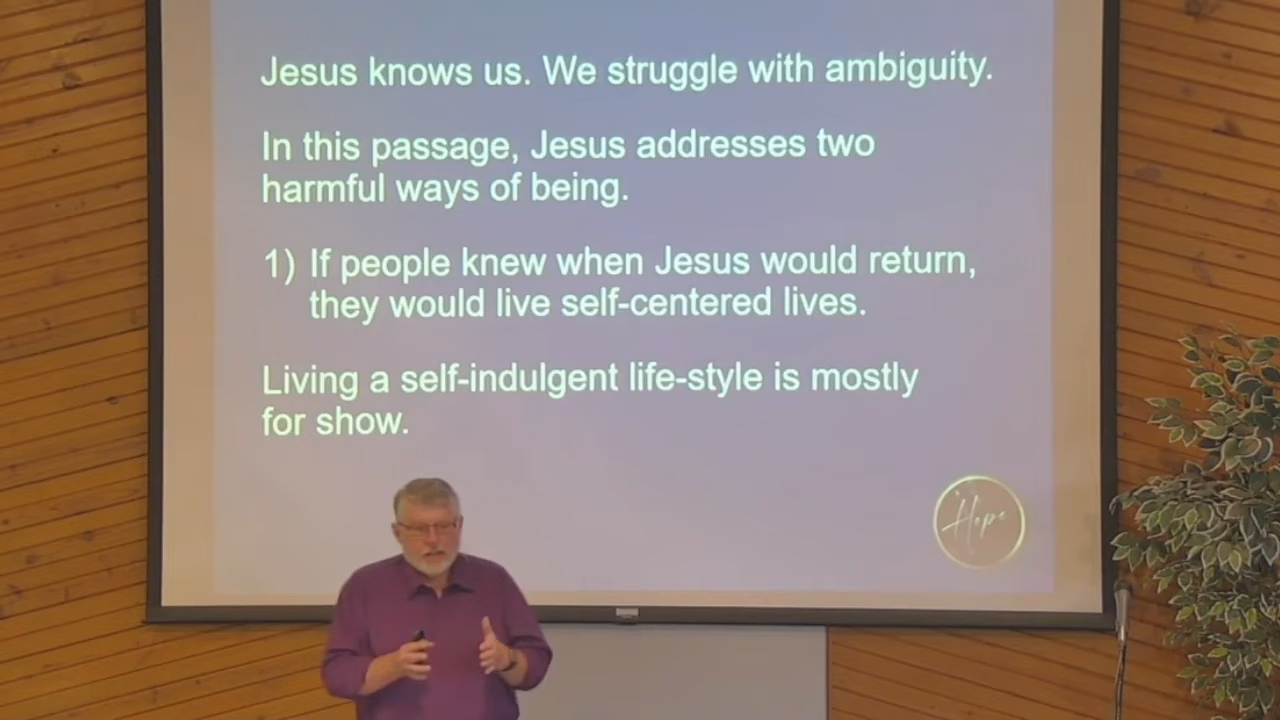 Jesus knows us. We struggle with ambiguity.
In this passage, Jesus addresses two
harmful ways of being.
1) If people knew when Jesus would return,
they would live self-centered lives.
Living a self-indulgent life-style is mostly
for show.
Hope